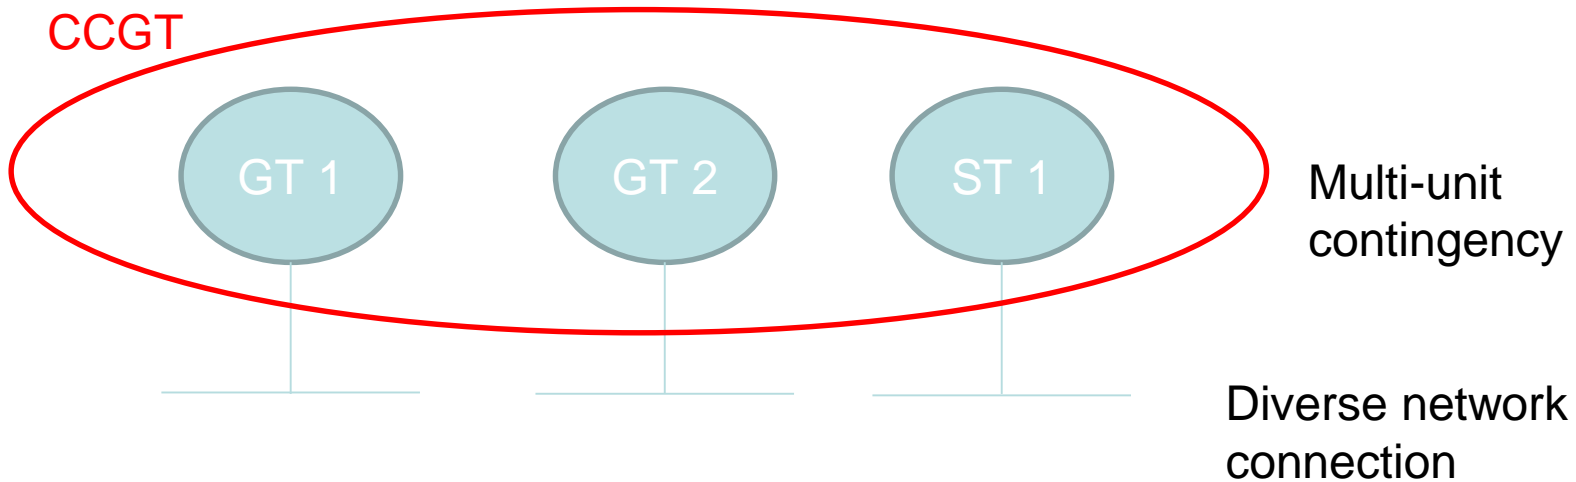 CCGT
GT 1
GT 2
ST 1
Multi-unit
contingency
Diverse network
connection